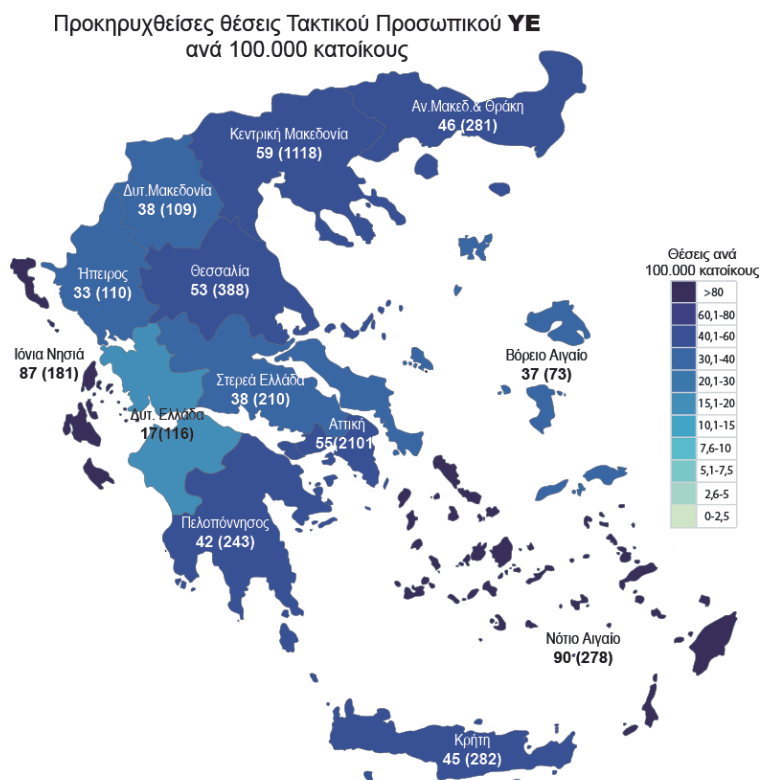 Προκηρυχθείσες θέσεις Τακτικού Προσωπικού ΥΕ
ανά 100.000 κατοίκους
Αν.Μακεδ.& Θράκη
46 (281)
Κεντρική Μακεδονία
59 (1118)
Δυτ.Μακεδονία
38 (109)
Ήπειρος
33 (110)
Θεσσαλία
53 (388)
Ιόνια Νησιά
87 (181)
Στερεά Ελλάδα
38 (210)
Βόρειο Αιγαίο
37 (73)
Δυτ. Ελλάδα
17(116)
Αττική
55(2101
Πελοπόννησος
42 (243)
Νότιο Αιγαίο
90 (278)
Κρήτη
45 (282)
Θέσεις ανά
100.000 κατοίκους
>80
60,1-80
40,1-60
30,1-40
20,1-30
15,1-20
10,1-15
7,6-10
5,1-7,5
2,6-5
0-2,5